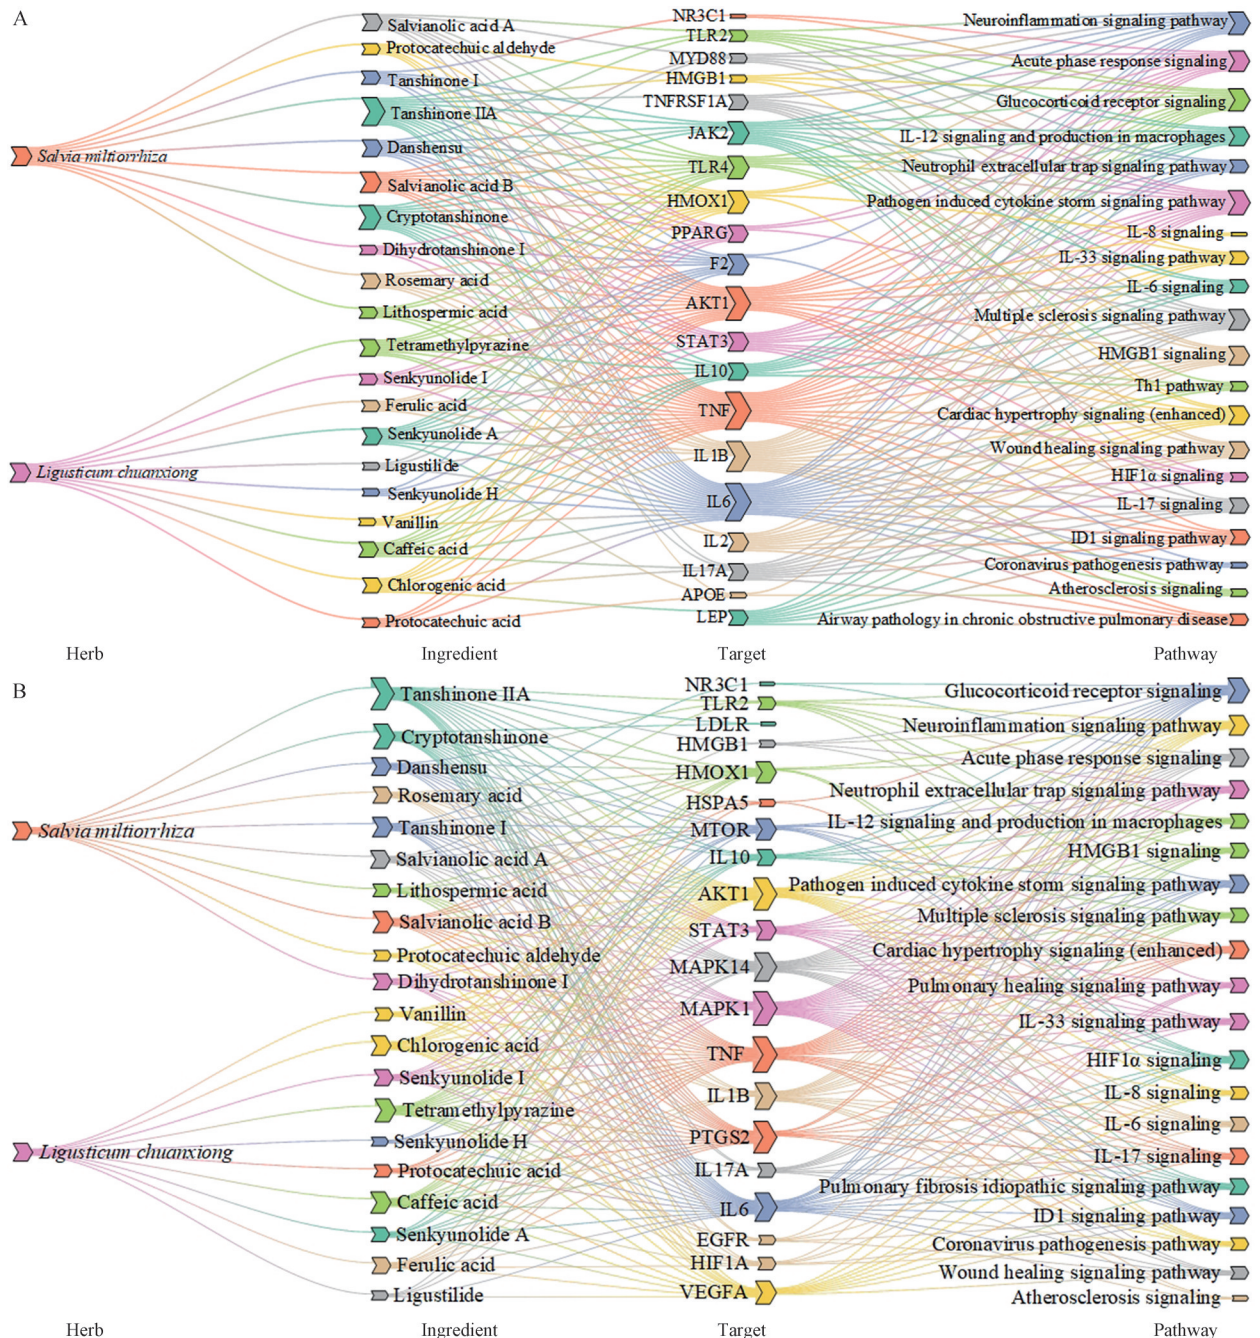 A
Salvia miltiorrhiza
Ligusticum chuanxiong
Salvianolic acid A
Protocatechuic aldehyde
Tanshinone I
Tanshinone IIA
Danshensu
Salvianolic acid B
Cryptotanshinone
Dihydrotanshinone I
Rosemary acid
Lithospermic acid
Tetramethylpyrazine
Senkyunolide I
Ferulic acid
Senkyunolide A
Ligustilide
Senkyunolide H
Vanillin
Caffeic acid
Chlorogenic acid
Protocatechuic acid
NR3C1
TLR2
MYD88
HMGB1
TNFRSF1A
JAK2
TLR4
HMOX1
PPARG
F2
AKT1
STAT3
IL10
TNF
IL1B
IL6
IL2
IL17A
APOE
LEP
Neuroinflammation signaling pathway
Acute phase response signaling
Glucocorticoid receptor signaling
IL-12 signaling and production in macrophages
Neutrophil extracellular trap signaling pathway
Pathogen induced cytokine storm signaling pathway
IL-8 signaling
IL-33 signaling pathway
IL-6 signaling
Multiple sclerosis signaling pathway
HMGB1 signaling
Th1 pathway
Cardiac hypertrophy signaling (enhanced)
Wound healing signaling pathway
HIF1α signaling
IL-17 signaling
ID1 signaling pathway
Coronavirus pathogenesis pathway
Atherosclerosis signaling
Airway pathology in chronic obstructive pulmonary disease
Herb
Ingredient
Target
Pathway
B
Salvia miltiorrhiza
Ligusticum chuanxiong
Tanshinone IIA
Cryptotanshinone
Danshensu
Rosemary acid
Tanshinone I
Salvianolic acid A
Lithospermic acid
Salvianolic acid B
Protocatechuic aldehyde
Dihydrotanshinone I
Vanillin
Chlorogenic acid
Senkyunolide I
Tetramethylpyrazine
Senkyunolide H
Protocatechuic acid
Caffeic acid
Senkyunolide A
Ferulic acid
Ligustilide
NR3C1
TLR2
LDLR
HMGB1
HMOX1
HSPA5
MTOR
IL10
AKT1
STAT3
MAPK14
MAPK1
TNF
IL1B
PTGS2
IL17A
IL6
EGFR
HIF1A
VEGFA
Glucocorticoid receptor signaling
Neuroinflammation signaling pathway
Acute phase response signaling
Neutrophil extracellular trap signaling pathway
IL-12 signaling and production in macrophages
HMGB1 signaling
Pathogen induced cytokine storm signaling pathway
Multiple sclerosis signaling pathway
Cardiac hypertrophy signaling (enhanced)
Pulmonary healing signaling pathway
IL-33 signaling pathway
HIF1α signaling
IL-8 signaling
IL-6 signaling
IL-17 signaling
Pulmonary fibrosis idiopathic signaling pathway
ID1 signaling pathway
Coronavirus pathogenesis pathway
Wound healing signaling pathway
Atherosclerosis signaling
Herb
Ingredient
Target
Pathway